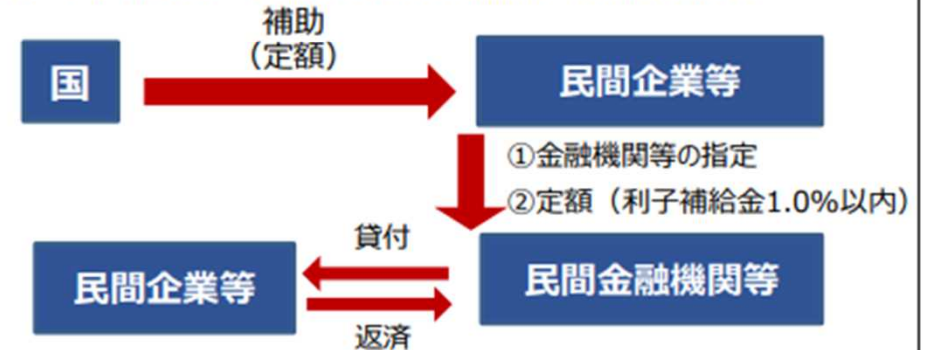 補助
(定額)
国
民間企業等
①金融機関等の指定
②定額(利子補給金1.0%以内)
貸付
民間企業等
民間金融機関等
返済